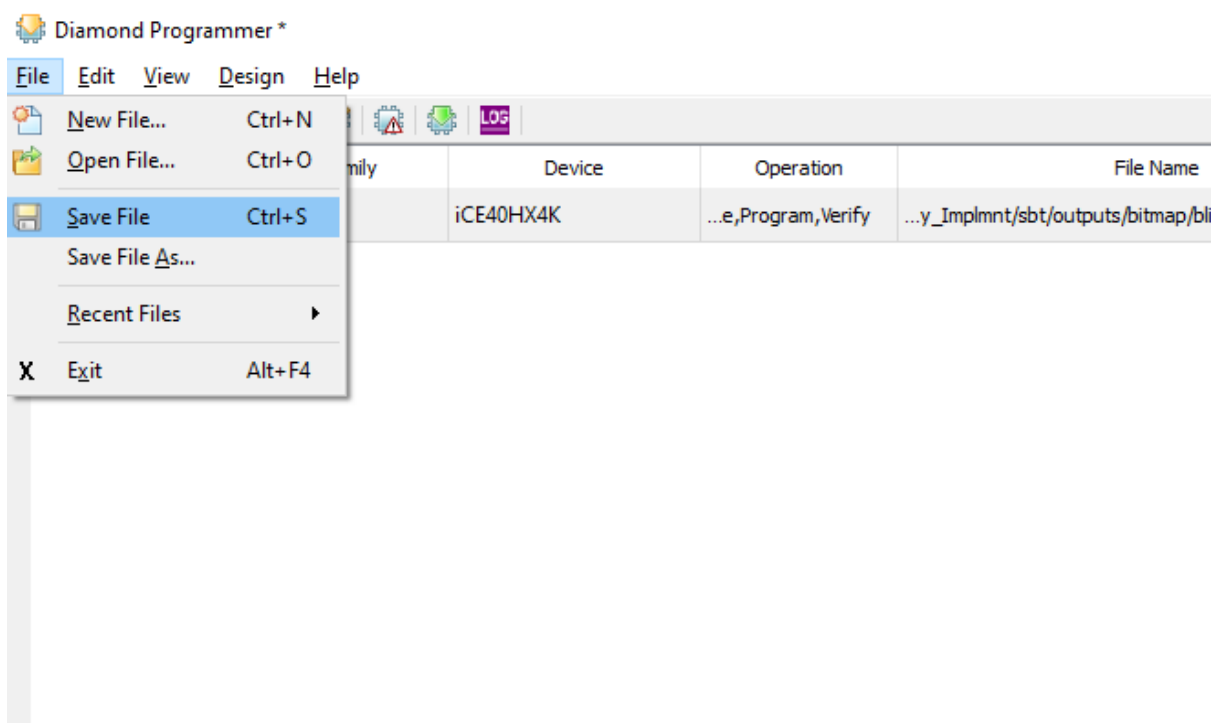 Diamond Programmer *
File Edit View Design Help
New File... Ctrl+N
LOG
Open File... Ctrl+O
mily Device Operation File Name
Save File Ctrl+S
iCE40HX4K ...e,Program,Verify ...y_Implmnt/sbt/outputs/bitmap/bli
Save File As...
Recent Files
X Exit Alt+F4